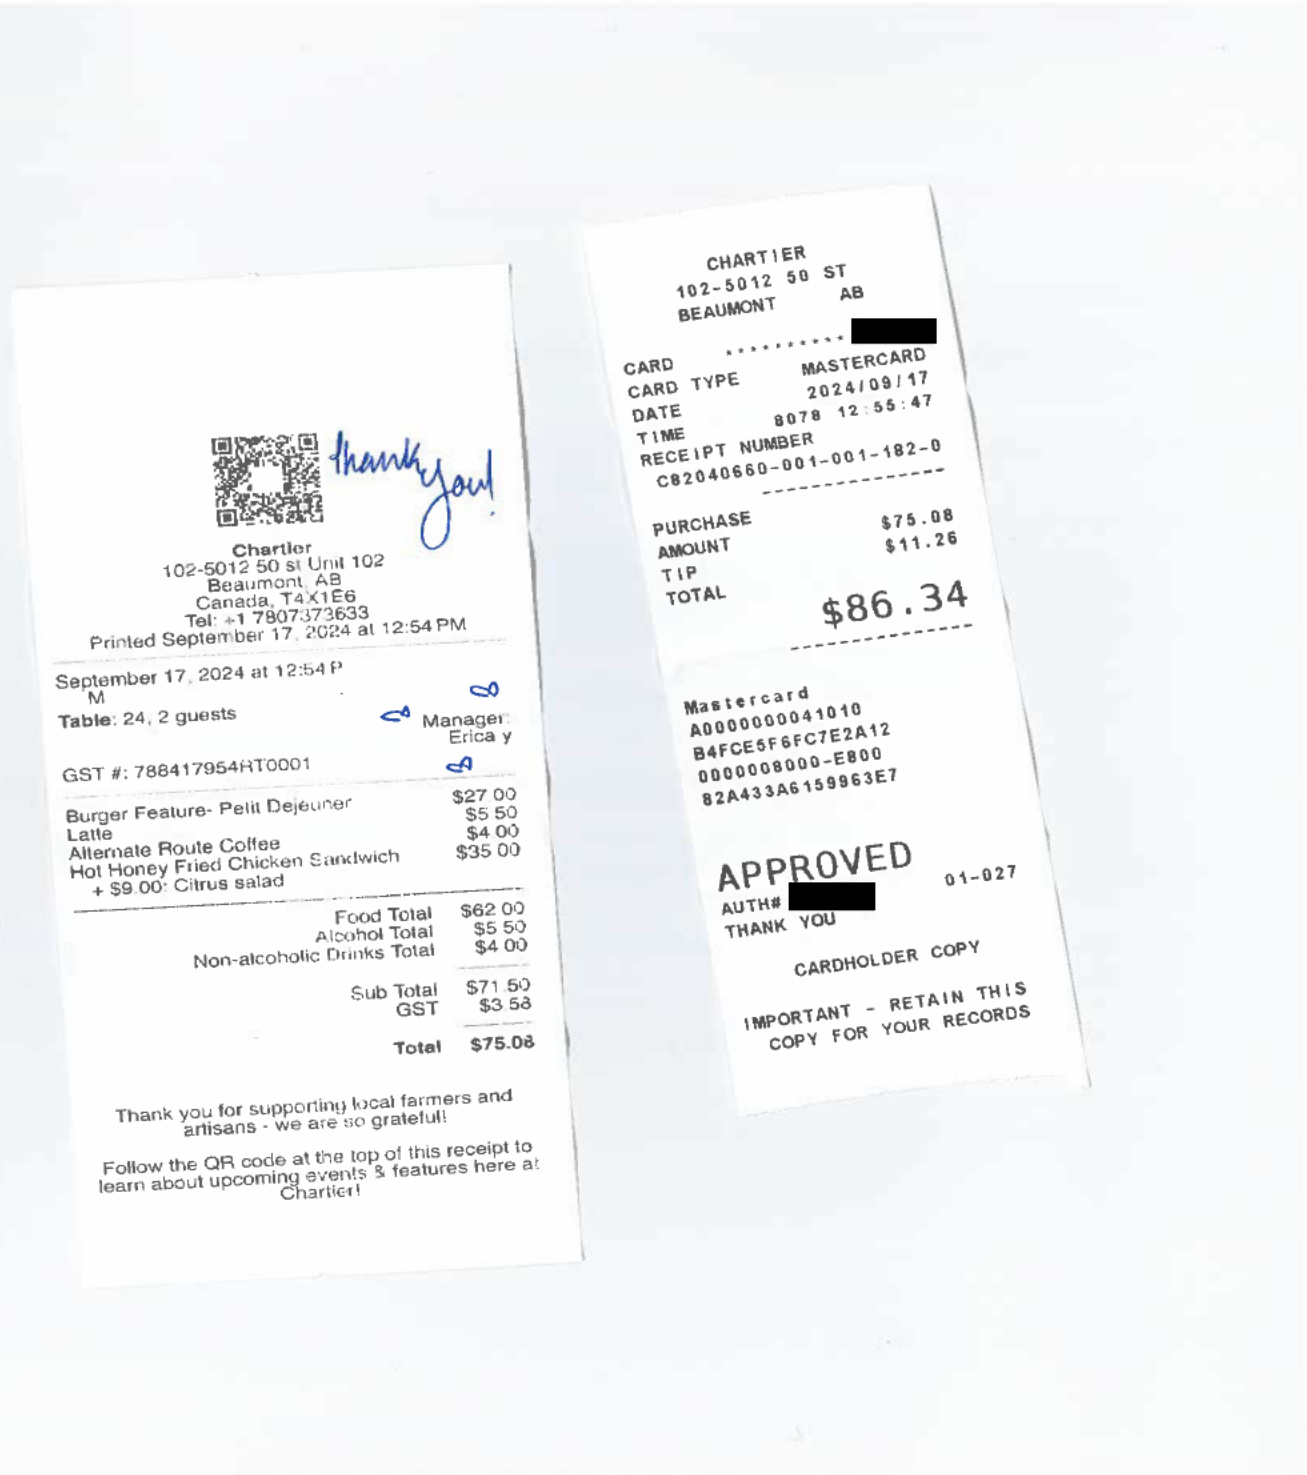 thank you!
Chartier
102-5012 50 st Unit 102
Beaumont, AB
Canada, T4X1E6
Tel: +1 7807373633
Printed September 17, 2024 at 12:54 PM
September 17, 2024 at 12:54 P
M
Table: 24, 2 guests
Manager:
Erica y
GST #: 788417954RT0001
Burger Feature- Petit Dejeuner $27.00
Latte $5.50
Alternate Route Coffee $4.00
Hot Honey Fried Chicken Sandwich $35.00
+ $9.00: Citrus salad
Food Total $62.00
Alcohol Total $5.50
Non-alcoholic Drinks Total $4.00
Sub Total $71.50
GST $3.58
Total $75.08
Thank you for supporting local farmers and
artisans - we are so grateful!
Follow the QR code at the top of this receipt to
learn about upcoming events & features here at
Chartier!
CHARTIER
102-5012 50 ST
BEAUMONT AB
CARD **********
CARD TYPE MASTERCARD
DATE 2024/09/17
TIME 8078 12:55:47
RECEIPT NUMBER
C82040660-001-001-182-0
PURCHASE
AMOUNT $75.08
TIP $11.26
TOTAL
$86.34
Mastercard
A0000000041010
B4FCE5F6FC7E2A12
0000008000-E800
82A433A6159963E7
APPROVED
AUTH# 01-027
THANK YOU
CARDHOLDER COPY
IMPORTANT - RETAIN THIS
COPY FOR YOUR RECORDS